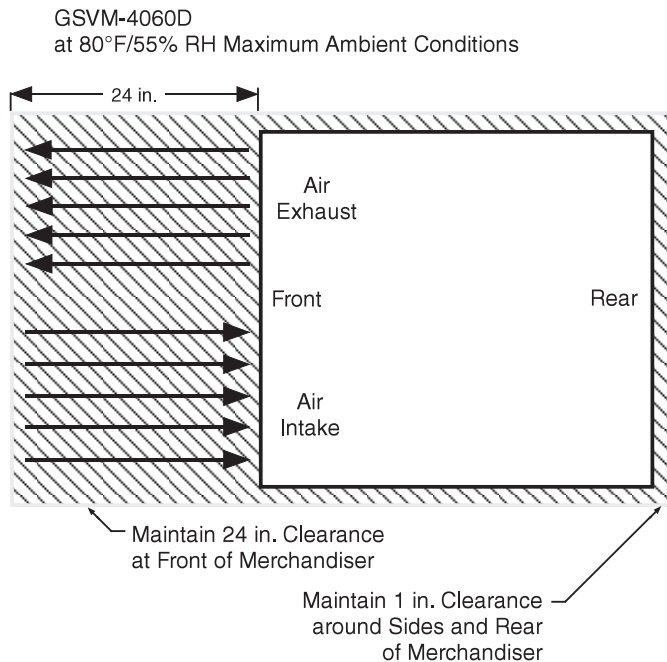 GSVM-4060D
at 80°F/55% RH Maximum Ambient Conditions
24 in.
Air
Exhaust
Front
Rear
Air
Intake
Maintain 24 in. Clearance
at Front of Merchandiser
Maintain 1 in. Clearance
around Sides and Rear
of Merchandiser